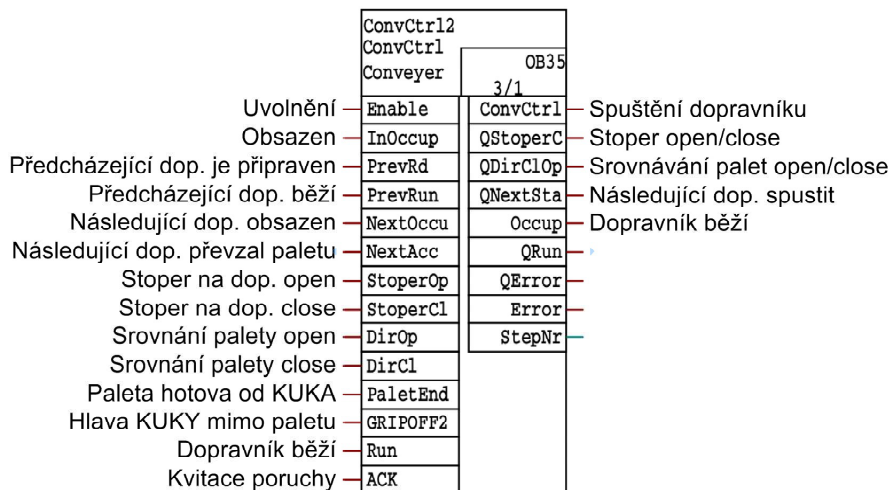 ConvCtrl2
ConvCtrl
Conveyer OB35
3/1
Uvolnění Enable ConvCtrl Spuštění dopravníku
Obsazen InOccup QStoperC Stoper open/close
Předcházející dop. je připraven PrevRd QDirClOp Srovnávání palet open/close
Předcházející dop. běží PrevRun QNextSta Následující dop. spustit
Následující dop. obsazen NextOccu Occup Dopravník běží
Následující dop. převzal paletu NextAcc QRun
Stoper na dop. open StoperOp QError
Stoper na dop. close StoperCl Error
Srovnání palety open DirOp StepNr
Srovnání palety close DirCl
Paleta hotova od KUKA PaletEnd
Hlava KUKY mimo paletu GRIPOFF2
Dopravník běží Run
Kvitace poruchy ACK